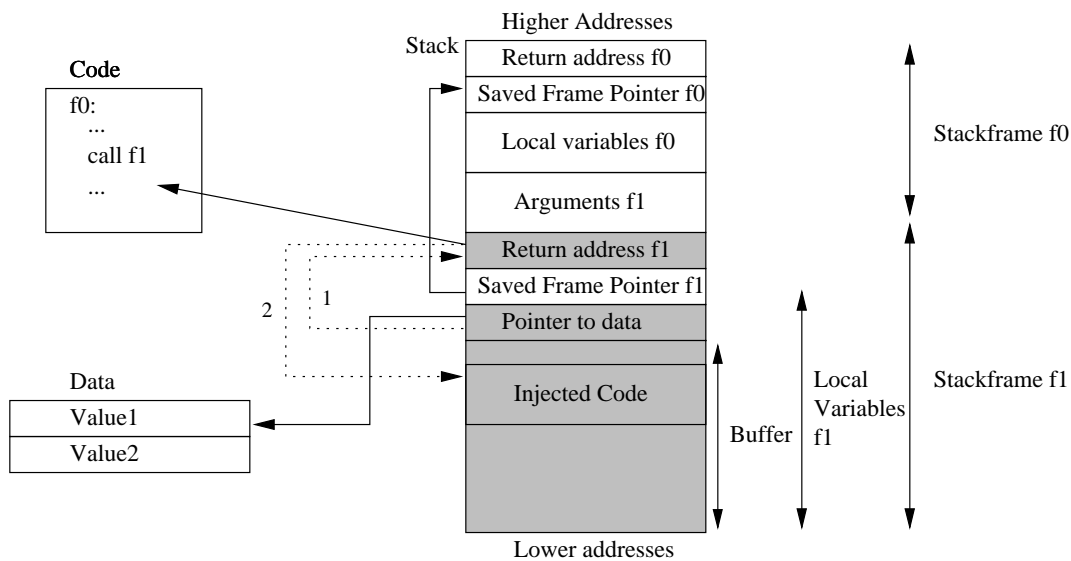 Higher Addresses
Stack
Return address f0
Code
Saved Frame Pointer f0
f0:
...
call f1
...
Local variables f0
Stackframe f0
Arguments f1
Return address f1
Saved Frame Pointer f1
1
2
Pointer to data
Injected Code
Data
Value1
Value2
Buffer
Local
Variables
f1
Stackframe f1
Lower addresses